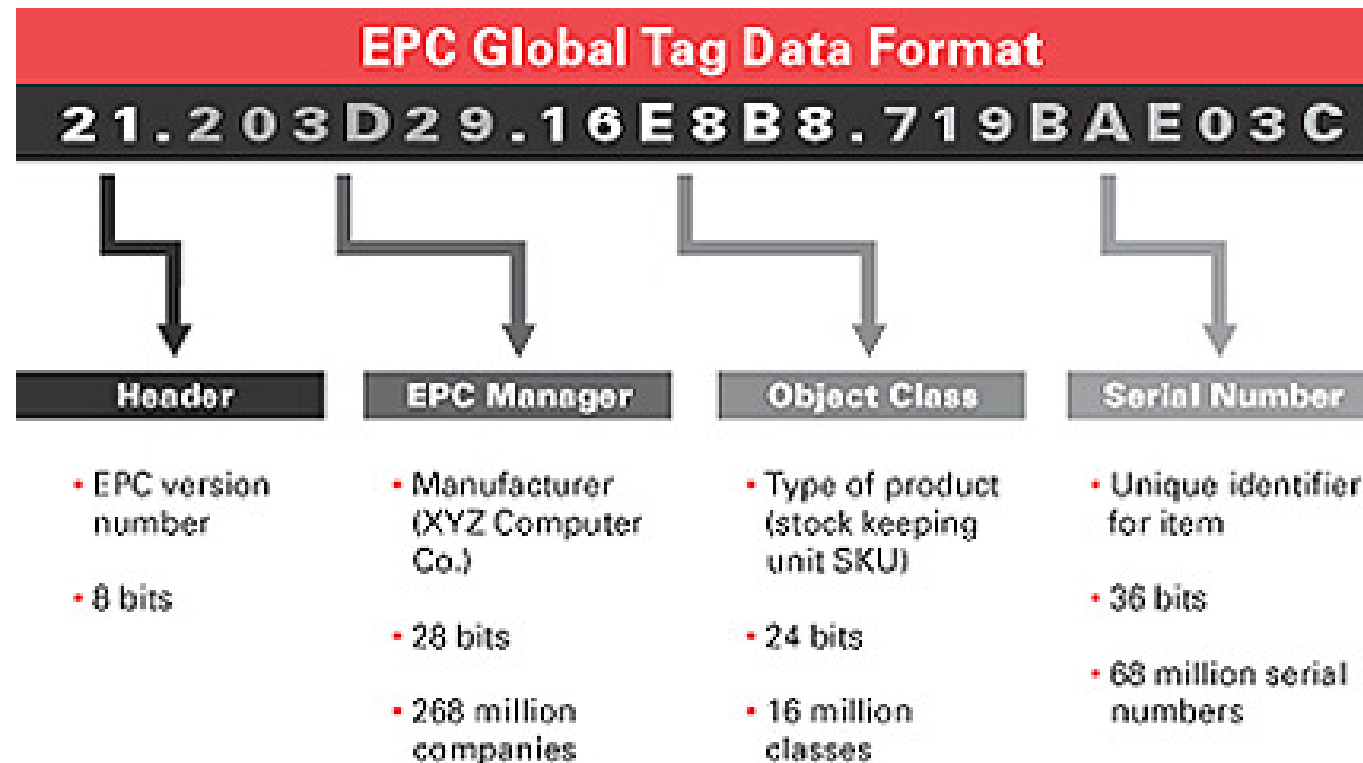 EPC Global Tag Data Format
21.203D29.16E8B8.719BAE03C
Header
• EPC version
number
• 8 bits
EPC Manager
• Manufacturer
(XYZ Computer
Co.)
• 28 bits
• 268 million
companies
Object Class
• Type of product
(stock keeping
unit SKU)
• 24 bits
• 16 million
classes
Serial Number
• Unique identifier
for item
• 36 bits
• 68 million serial
numbers